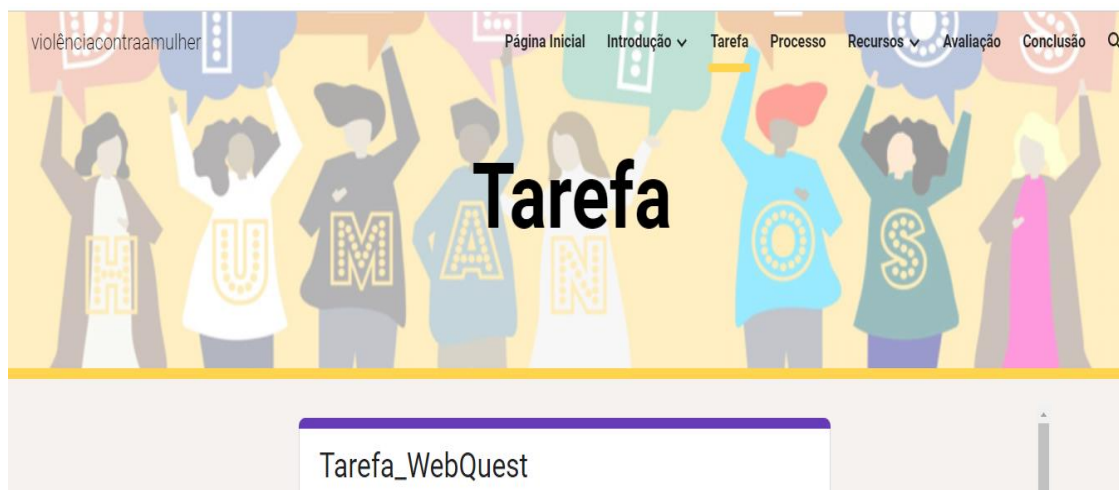 violênciacontraamulher
Página Inicial Introdução Tarefa Processo Recursos Avaliação Conclusão
Tarefa
H U M A N O S
Tarefa_WebQuest